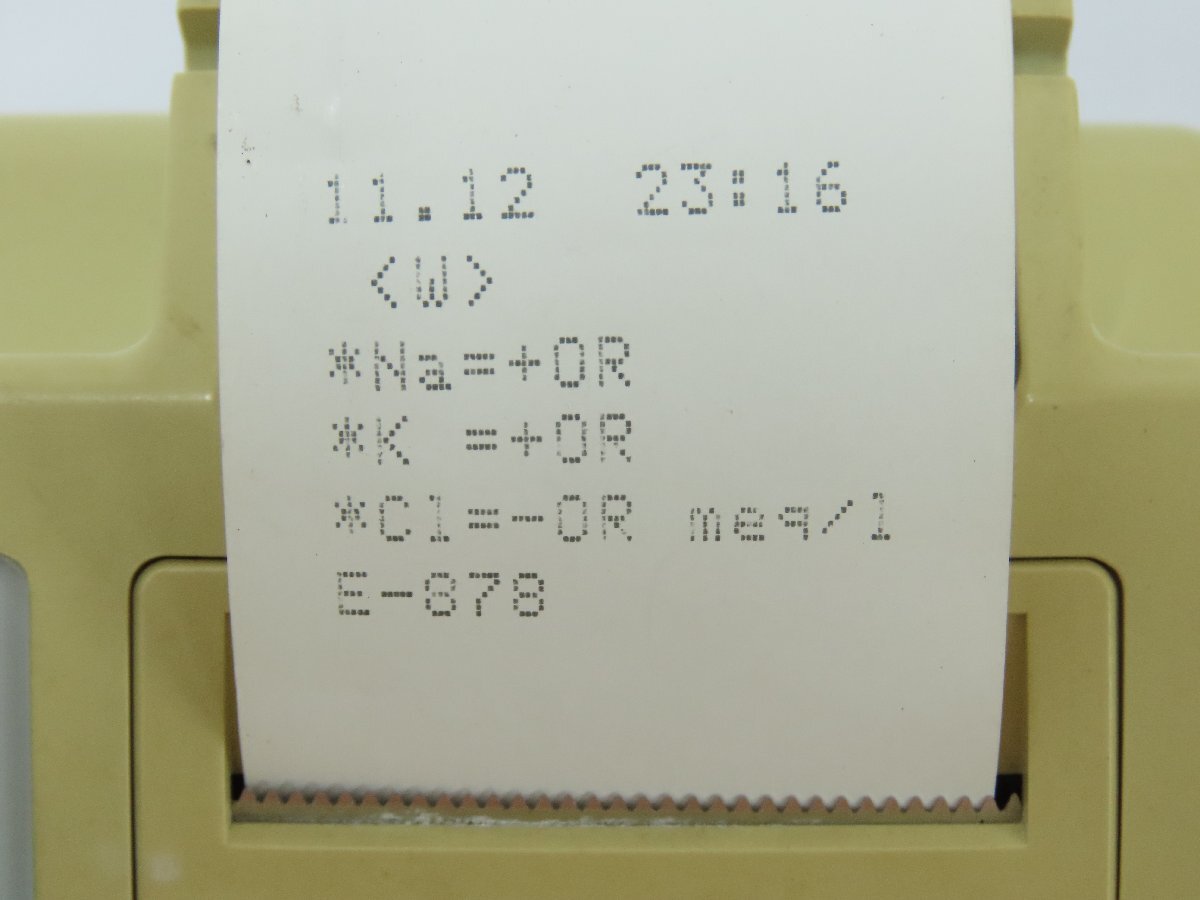 11.12 23:16
<W>
*Na=+OR
*K =+OR
*Cl=-OR meq/l
E-878